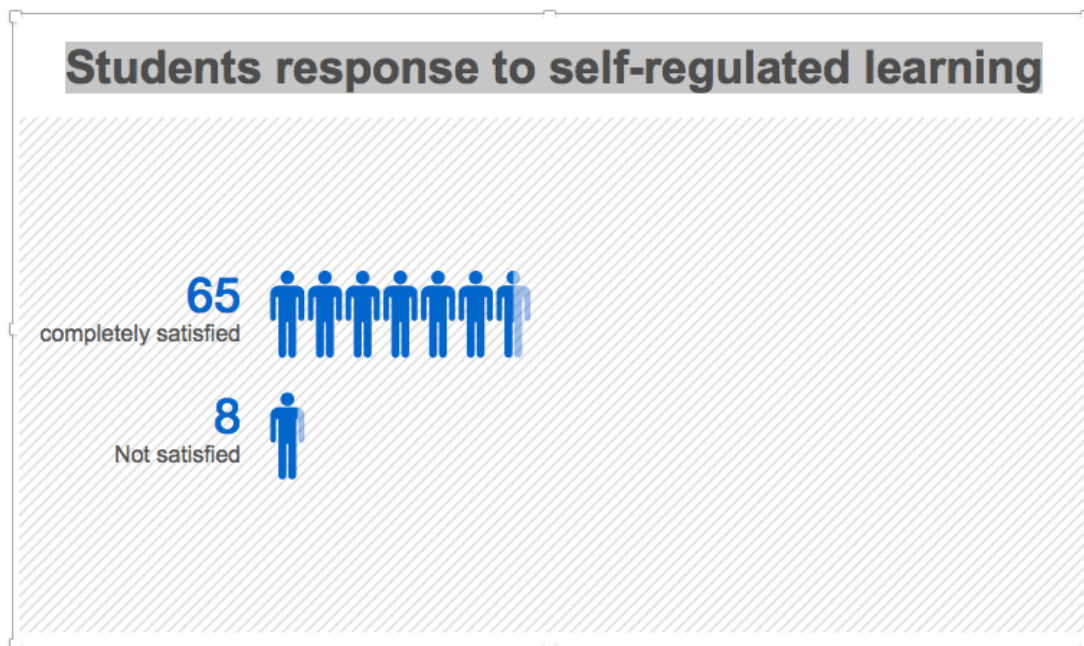 Students response to self-regulated learning
65
completely satisfied
8
Not satisfied